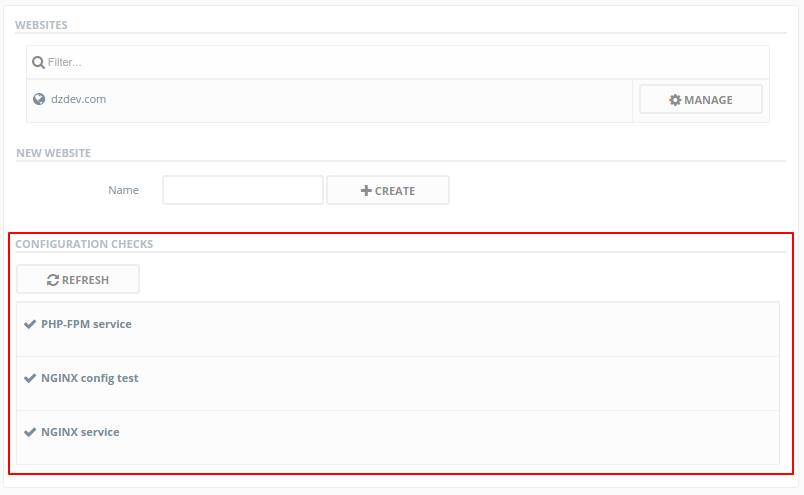 WEBSITES
Filter...
dzdev.com
MANAGE
NEW WEBSITE
Name
CREATE
CONFIGURATION CHECKS
REFRESH
PHP-FPM service
NGINX config test
NGINX service